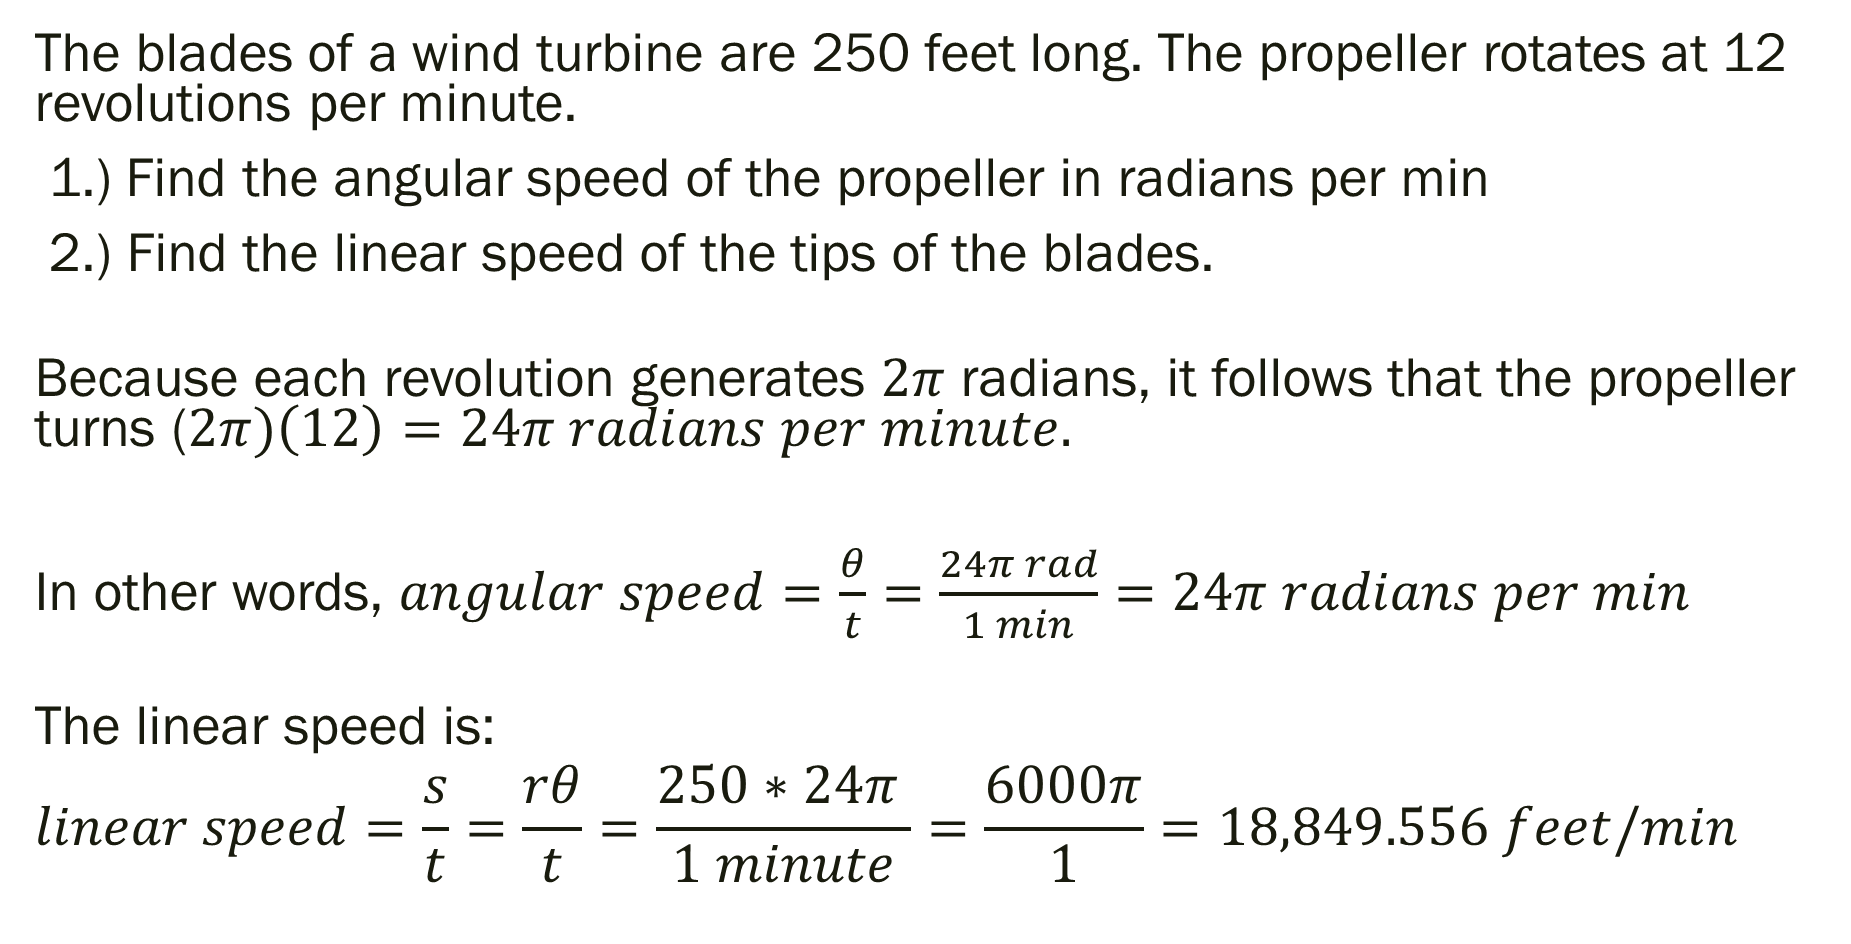 The blades of a wind turbine are 250 feet long. The propeller rotates at 12
revolutions per minute.
1.) Find the angular speed of the propeller in radians per min
2.) Find the linear speed of the tips of the blades.
Because each revolution generates 2π radians, it follows that the propeller
turns (2π)(12) = 24π radians per minute.
In other words, angular speed = θ/t = 24π rad/1 min = 24π radians per min
The linear speed is:
linear speed = s/t = rθ/t = 250 * 24π/1 minute = 6000π/1 = 18,849.556 feet/min